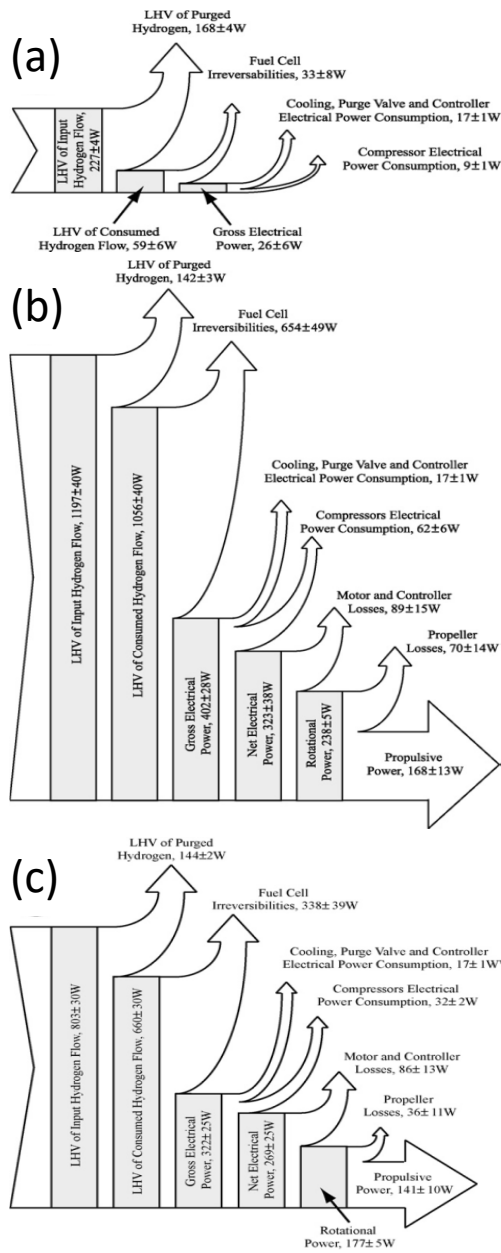 (a)
LHV of Purged
Hydrogen, 168±4W
Fuel Cell
Irreversabilities, 33±8W
Cooling, Purge Valve and Controller
Electrical Power Consumption, 17±1W
Compressor Electrical
Power Consumption, 9±1W
LHV of Input
Hydrogen Flow,
227±4W
LHV of Consumed
Hydrogen Flow, 59±6W
Gross Electrical
Power, 26±6W
(b)
LHV of Purged
Hydrogen, 142±3W
Fuel Cell
Irreversibilities, 654±49W
Cooling, Purge Valve and Controller
Electrical Power Consumption, 17±1W
Compressors Electrical
Power Consumption, 62±6W
Motor and Controller
Losses, 89±15W
Propeller
Losses, 70±14W
LHV of Input Hydrogen Flow, 1197±40W
LHV of Consumed Hydrogen Flow, 1056±40W
Gross Electrical
Power, 402±28W
Net Electrical
Power, 323±38W
Rotational
Power, 238±5W
Propulsive
Power, 168±13W
(c)
LHV of Purged
Hydrogen, 144±2W
Fuel Cell
Irreversibilities, 338±39W
Cooling, Purge Valve and Controller
Electrical Power Consumption, 17±1W
Compressors Electrical
Power Consumption, 32±2W
Motor and Controller
Losses, 86±13W
Propeller
Losses, 36±11W
LHV of Input Hydrogen Flow, 803±30W
LHV of Consumed Hydrogen Flow, 660±30W
Gross Electrical
Power, 322±25W
Net Electrical
Power, 269±25W
Propulsive
Power, 141±10W
Rotational
Power, 177±5W